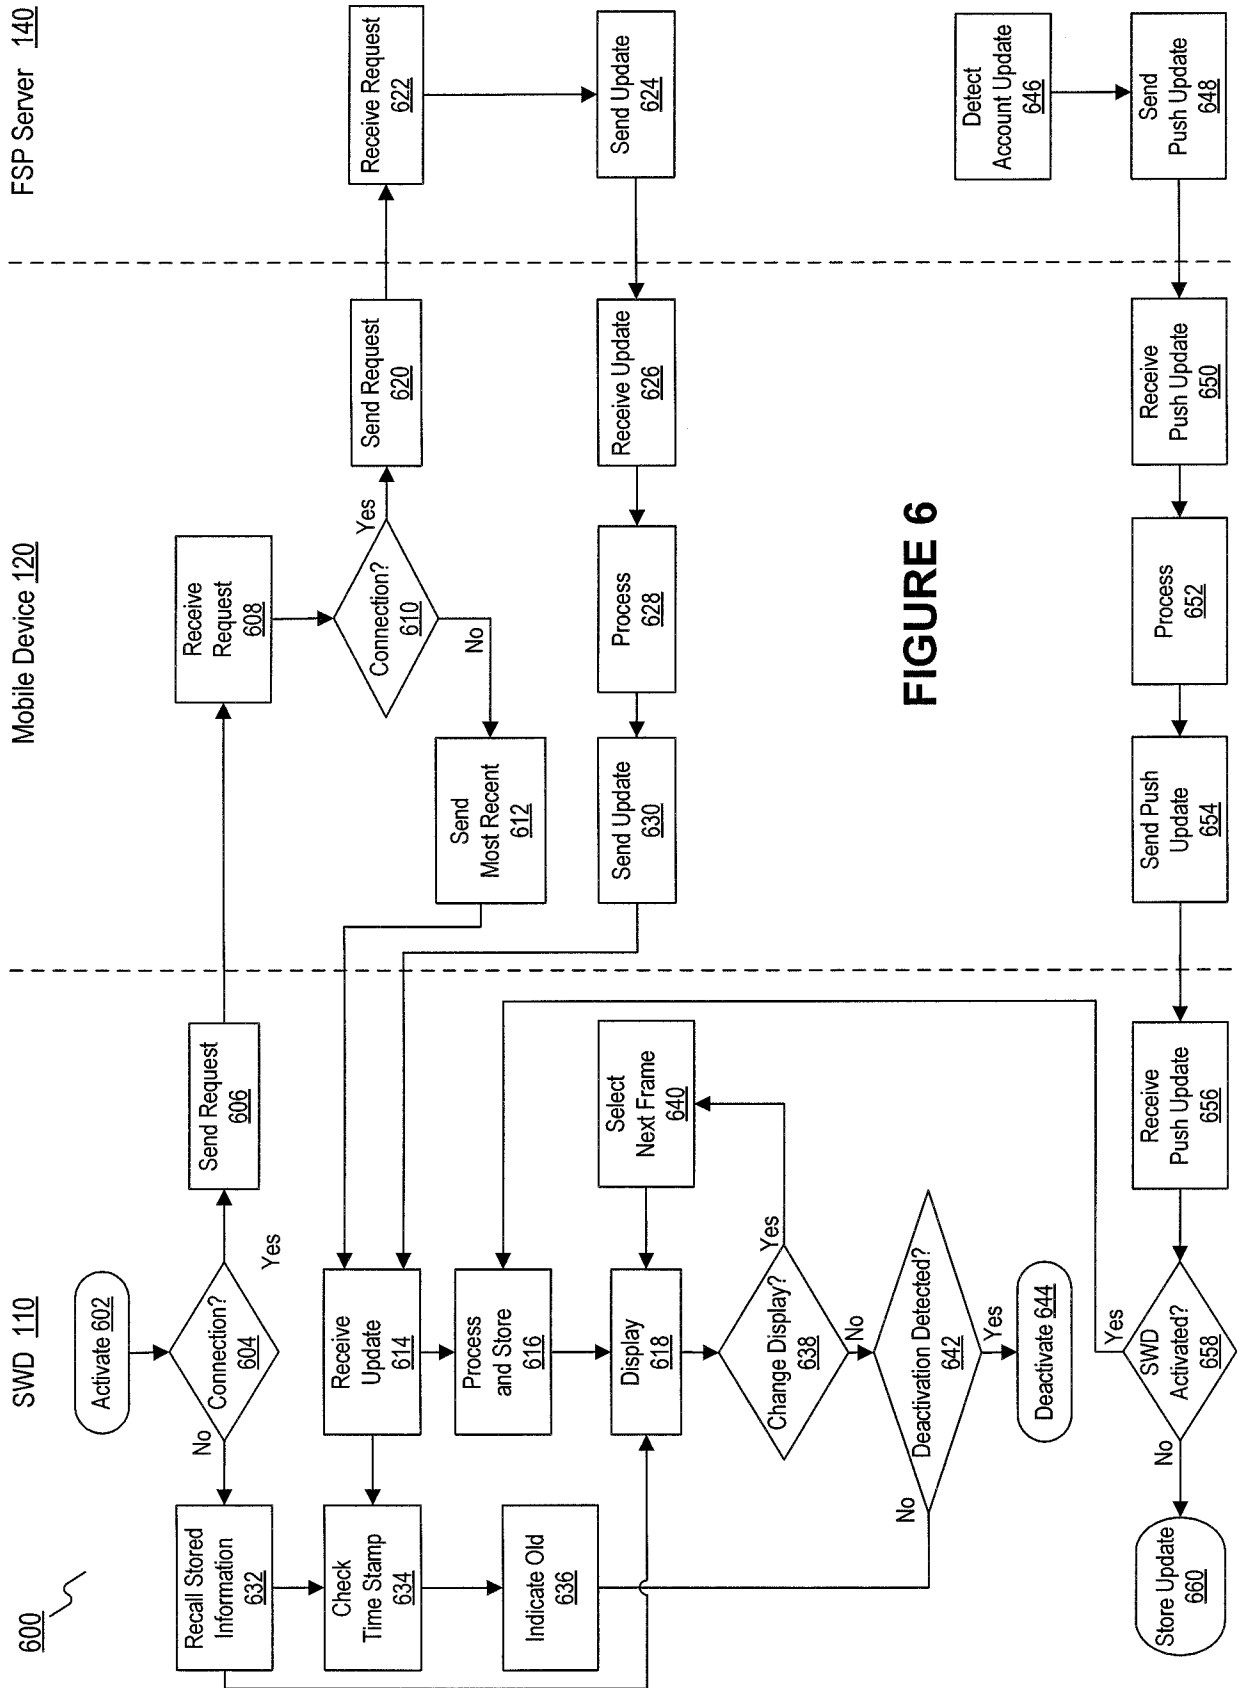 600
SWD 110
Mobile Device 120
FSP Server 140
Activate 602
Connection?
604
No
Yes
Send Request
606
Receive
Request
608
Connection?
610
Yes
No
Send Request
620
Receive Request
622
Send
Most Recent
612
Recall Stored
Information
632
Check
Time Stamp
634
Indicate Old
636
Receive
Update
614
Process
and Store
616
Display
618
Select
Next Frame
640
Send Update
630
Process
628
Receive Update
626
Send Update
624
Change Display?
638
Yes
No
Deactivation Detected?
642
No
Yes
Deactivate 644
FIGURE 6
Detect
Account Update
646
Send
Push Update
648
Receive
Push Update
650
Process
652
Send Push
Update
654
Receive
Push Update
656
SWD
Activated?
658
Yes
No
Store Update
660